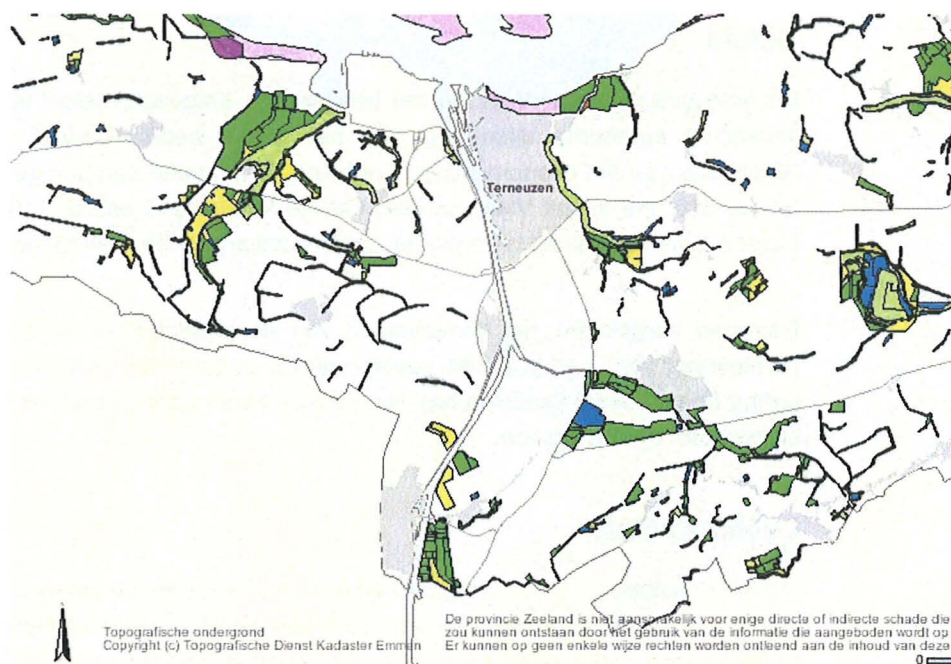 Terneuzen
Topografische ondergrond
Copyright (c) Topografische Dienst Kadaster Emmen
De provincie Zeeland is niet aansprakelijk voor enige directe of indirecte schade die
zou kunnen ontstaan door het gebruik van de informatie die aangeboden wordt op
Er kunnen op geen enkele wijze rechten worden ontleend aan de inhoud van deze
0